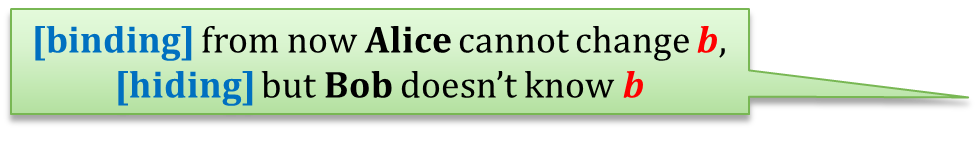 [binding] from now Alice cannot change b,
[hiding] but Bob doesn’t know b